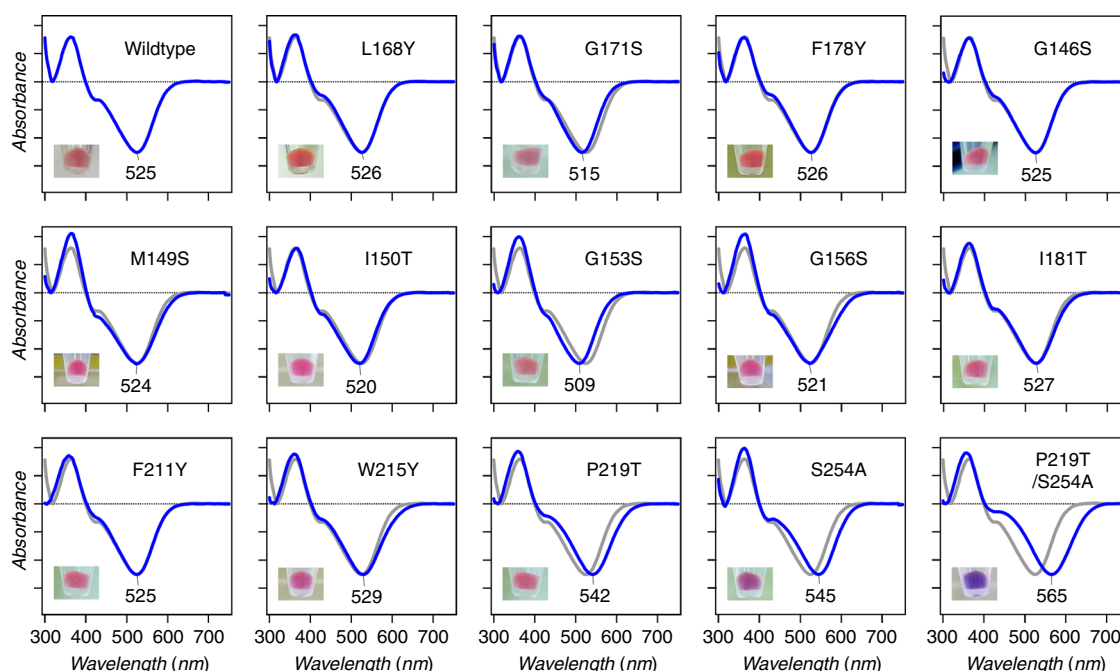 Absorbance
Wildtype
525
L168Y
526
G171S
515
F178Y
526
G146S
525
Absorbance
M149S
524
I150T
520
G153S
509
G156S
521
I181T
527
Absorbance
F211Y
525
W215Y
529
P219T
542
S254A
545
P219T
/S254A
565
300 400 500 600 700
300 400 500 600 700
300 400 500 600 700
300 400 500 600 700
300 400 500 600 700
Wavelength (nm)
Wavelength (nm)
Wavelength (nm)
Wavelength (nm)
Wavelength (nm)